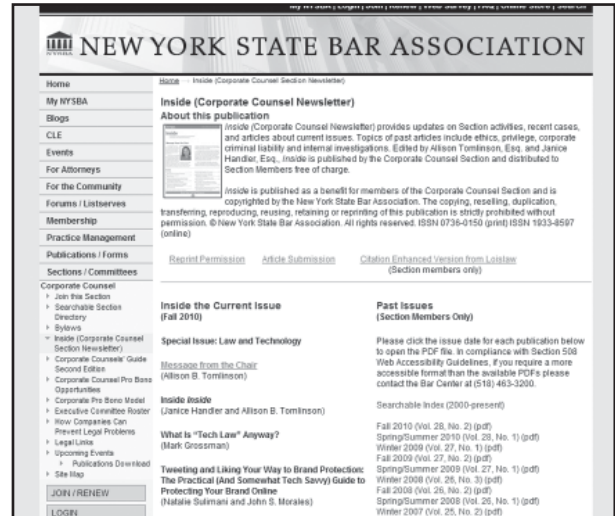 My NYSBA | Login | Join | Renew | Web Survey | FAQ | Online Store | Search
NEW YORK STATE BAR ASSOCIATION
Home
My NYSBA
Blogs
CLE
Events
For Attorneys
For the Community
Forums / Listserves
Membership
Practice Management
Publications / Forms
Sections / Committees
Corporate Counsel
Join this Section
Searchable Section
Directory
Bylaws
Inside (Corporate Counsel
Section Newsletter)
Corporate Counsels' Guide
Second Edition
Corporate Counsel Pro Bono
Opportunities
Corporate Pro Bono Model
Executive Committee Roster
How Companies Can
Prevent Legal Problems
Legal Links
Upcoming Events
Publications Download
Site Map
JOIN / RENEW
LOGIN
Home → Inside (Corporate Counsel Section Newsletter)
Inside (Corporate Counsel Newsletter)
About this publication
Inside (Corporate Counsel Newsletter) provides updates on Section activities, recent cases,
and articles about current issues. Topics of past articles include ethics, privilege, corporate
criminal liability and internal investigations. Edited by Allison Tomlinson, Esq. and Janice
Handler, Esq., Inside is published by the Corporate Counsel Section and distributed to
Section Members free of charge.
Inside is published as a benefit for members of the Corporate Counsel Section and is
copyrighted by the New York State Bar Association. The copying, reselling, duplication,
transferring, reproducing, reusing, retaining or reprinting of this publication is strictly prohibited without
permission. © New York State Bar Association. All rights reserved. ISSN 0736-0150 (print) ISSN 1933-8597
(online)
Reprint Permission Article Submission Citation Enhanced Version from Loislaw
(Section members only)
Inside the Current Issue
(Fall 2010)
Special Issue: Law and Technology
Message from the Chair
(Allison B. Tomlinson)
Inside Inside
(Janice Handler and Allison B. Tomlinson)
What Is "Tech Law" Anyway?
(Mark Grossman)
Tweeting and Liking Your Way to Brand Protection:
The Practical (And Somewhat Tech Savvy) Guide to
Protecting Your Brand Online
(Natalie Sulimani and John S. Morales)
Past Issues
(Section Members Only)
Please click the issue date for each publication below
to open the PDF file. In compliance with Section 508
Web Accessibility Guidelines, if you require a more
accessible format than the available PDFs please
contact the Bar Center at (518) 463-3200.
Searchable Index (2000-present)
Fall 2010 (Vol. 28, No. 2) (pdf)
Spring/Summer 2010 (Vol. 28, No. 1) (pdf)
Winter 2009 (Vol. 27, No. 1) (pdf)
Fall 2009 (Vol. 27, No. 2) (pdf)
Spring/Summer 2009 (Vol. 27, No. 1) (pdf)
Winter 2008 (Vol. 26, No. 3) (pdf)
Fall 2008 (Vol. 26, No. 2) (pdf)
Spring/Summer 2008 (Vol. 26, No. 1) (pdf)
Winter 2007 (Vol. 25, No. 2) (pdf)